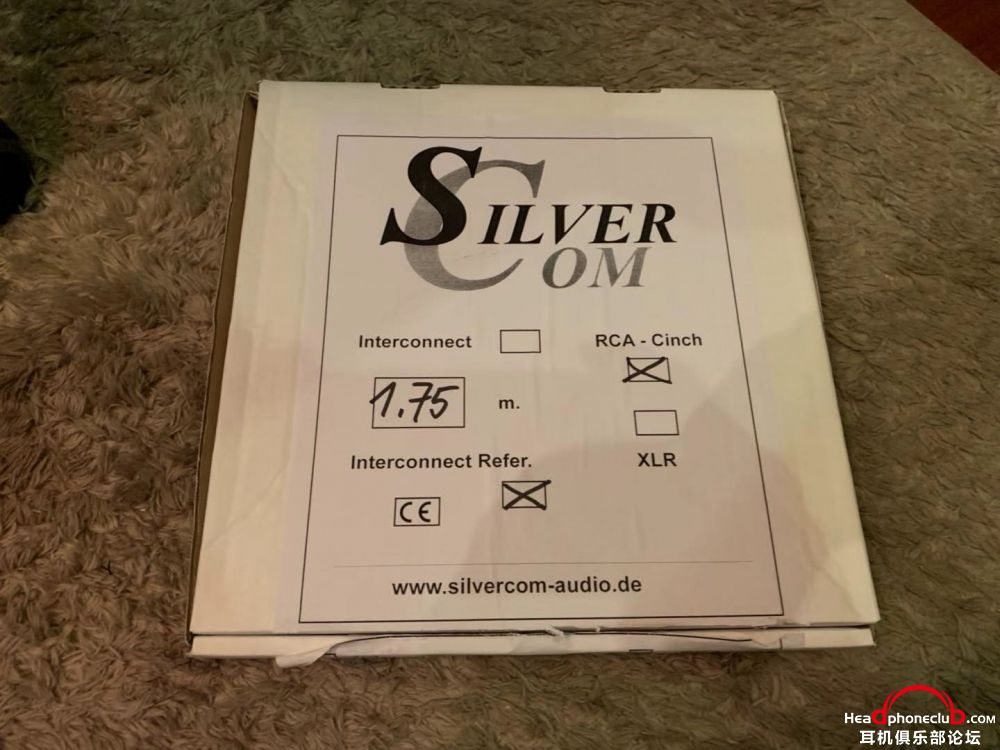 SILVER
COM
Interconnect
RCA - Cinch
1.75 m.
Interconnect Refer.
XLR
CE
www.silvercom-audio.de
Headphoneclub.com
耳机俱乐部论坛